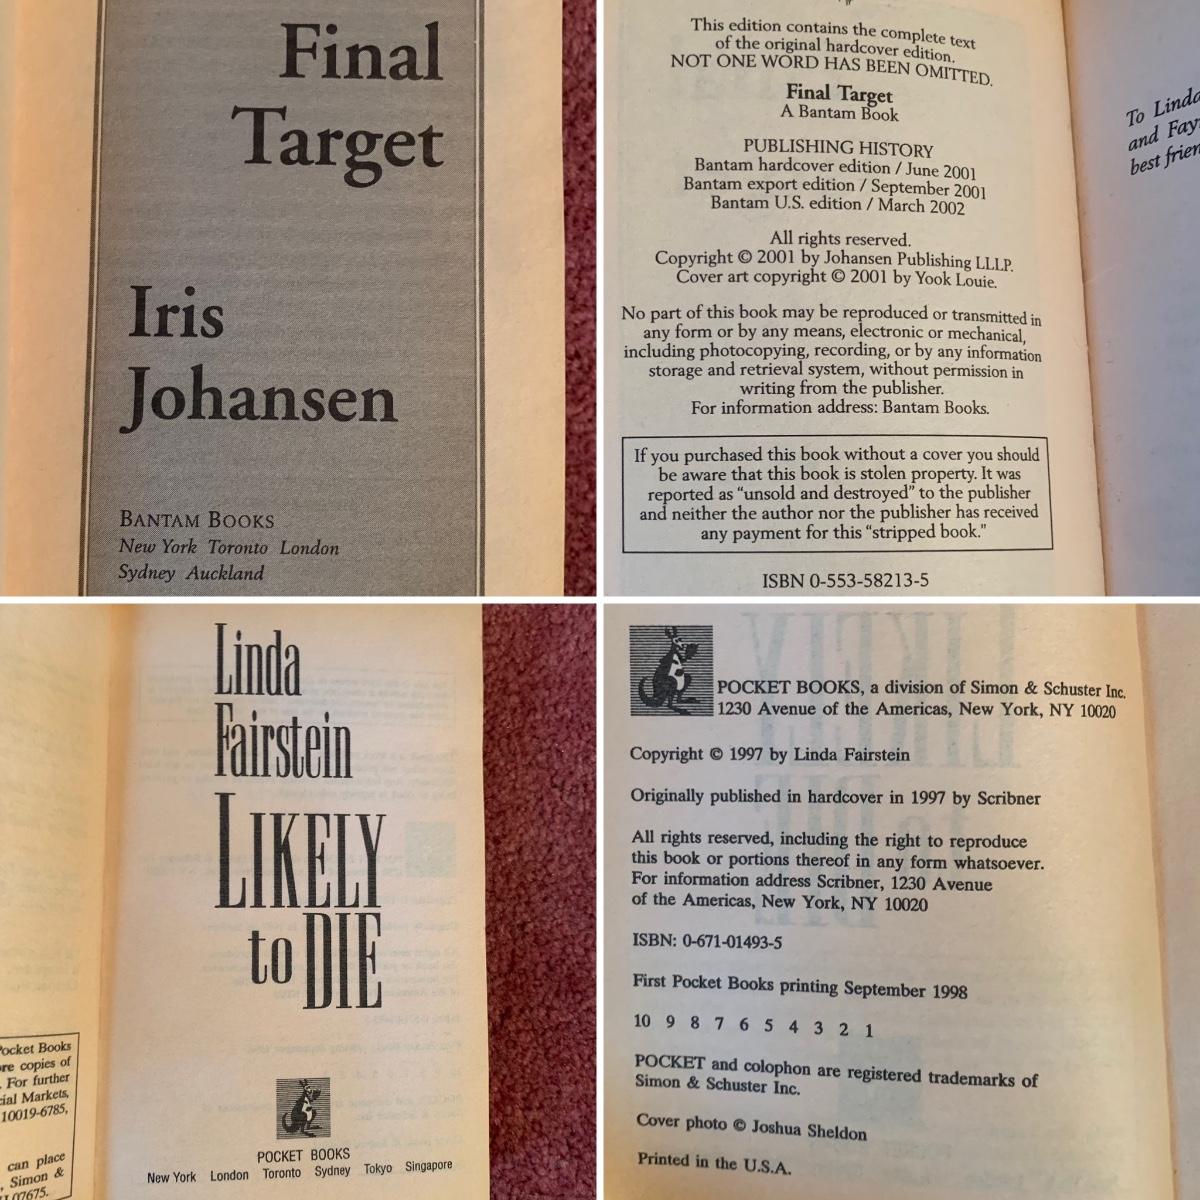 Final
Target
Iris
Johansen
BANTAM BOOKS
New York Toronto London
Sydney Auckland
This edition contains the complete text
of the original hardcover edition.
NOT ONE WORD HAS BEEN OMITTED.
Final Target
A Bantam Book
PUBLISHING HISTORY
Bantam hardcover edition / June 2001
Bantam export edition / September 2001
Bantam U.S. edition / March 2002
All rights reserved.
Copyright © 2001 by Johansen Publishing LLLP.
Cover art copyright © 2001 by Yook Louie.
No part of this book may be reproduced or transmitted in
any form or by any means, electronic or mechanical,
including photocopying, recording, or by any information
storage and retrieval system, without permission in
writing from the publisher.
For information address: Bantam Books.
If you purchased this book without a cover you should
be aware that this book is stolen property. It was
reported as “unsold and destroyed” to the publisher
and neither the author nor the publisher has received
any payment for this “stripped book.”
ISBN 0-553-58213-5
To Linda
and Fay
best frien
Linda
Fairstein
LIKELY
to DIE
POCKET BOOKS
New York London Toronto Sydney Tokyo Singapore
ocket Books
re copies of
. For further
cial Markets,
10019-6785,
can place
, Simon &
J 07675.
POCKET BOOKS, a division of Simon & Schuster Inc.
1230 Avenue of the Americas, New York, NY 10020
Copyright © 1997 by Linda Fairstein
Originally published in hardcover in 1997 by Scribner
All rights reserved, including the right to reproduce
this book or portions thereof in any form whatsoever.
For information address Scribner, 1230 Avenue
of the Americas, New York, NY 10020
ISBN: 0-671-01493-5
First Pocket Books printing September 1998
10 9 8 7 6 5 4 3 2 1
POCKET and colophon are registered trademarks of
Simon & Schuster Inc.
Cover photo © Joshua Sheldon
Printed in the U.S.A.